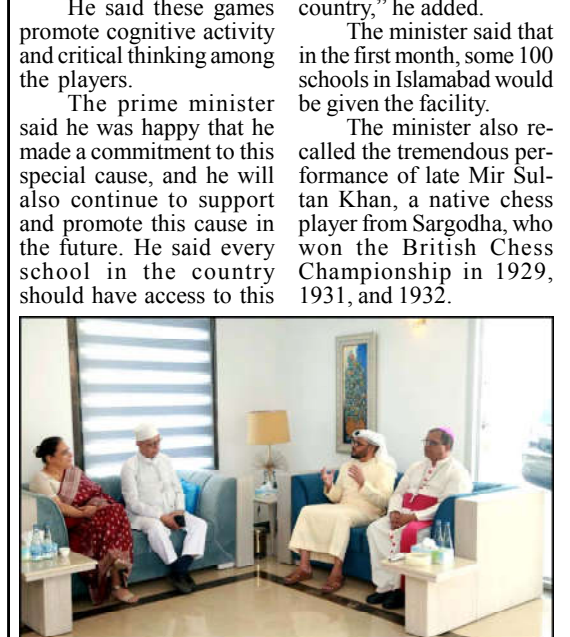 He said these games
promote cognitive activity
and critical thinking among
the players.
The prime minister
said he was happy that he
made a commitment to this
special cause, and he will
also continue to support
and promote this cause in
the future. He said every
school in the country
should have access to this
country,” he added.
The minister said that
in the first month, some 100
schools in Islamabad would
be given the facility.
The minister also re-
called the tremendous per-
formance of late Mir Sul-
tan Khan, a native chess
player from Sargodha, who
won the British Chess
Championship in 1929,
1931, and 1932.